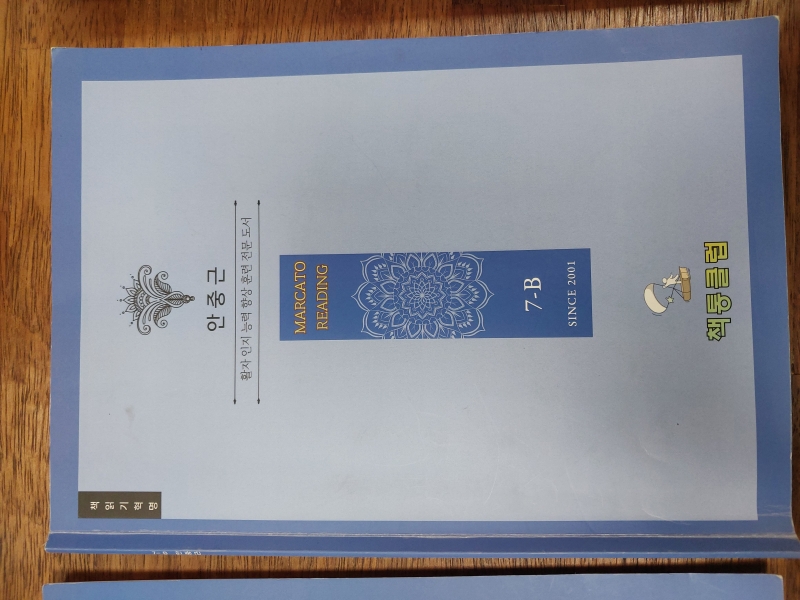 책 읽 기 혁 명
안중근
활자 인지 능력 향상 훈련 전문 도서
MARCATO
READING
7-B
SINCE 2001
책통클럽